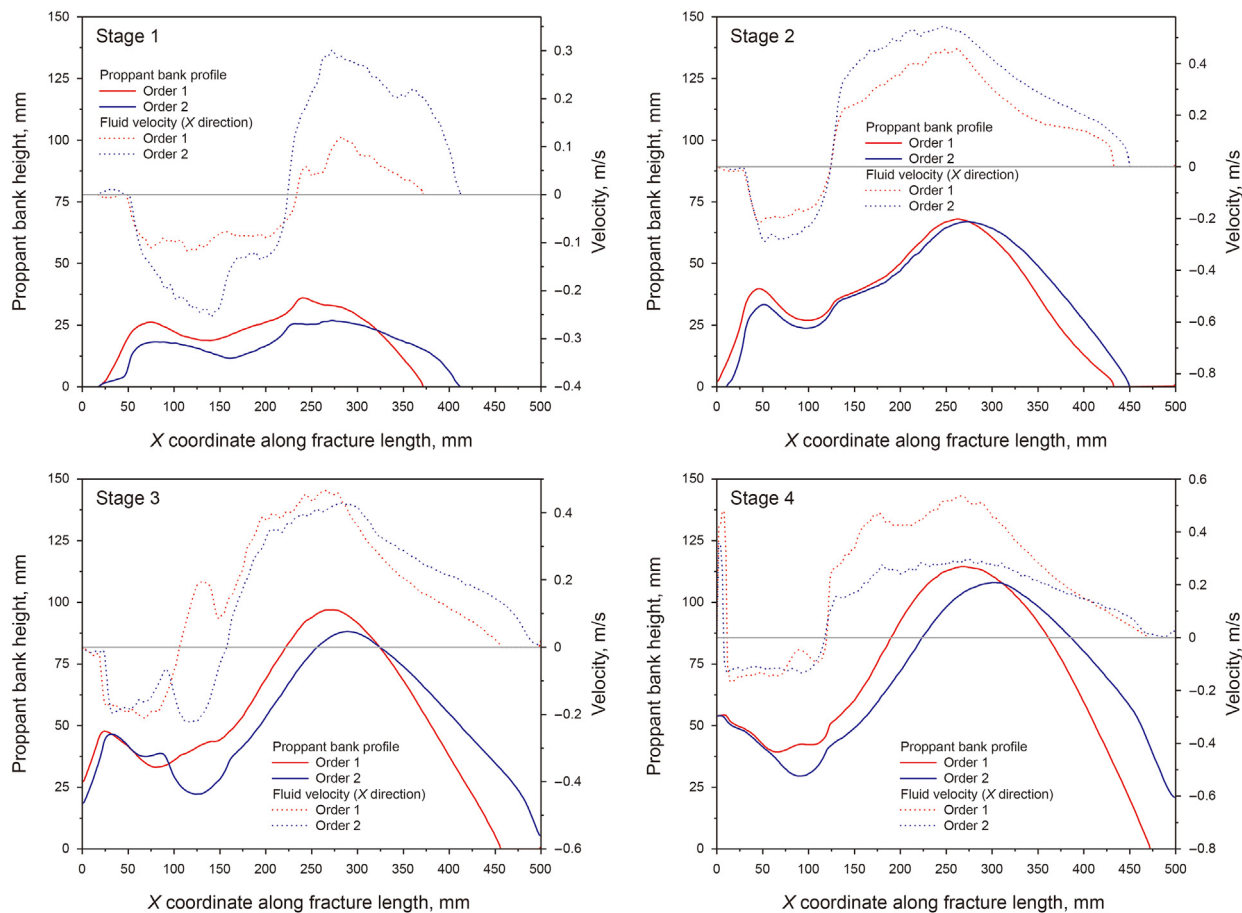 Stage 1
Proppant bank profile
Order 1
Order 2
Fluid velocity (X direction)
Order 1
Order 2
150
125
100
75
50
25
0
Proppant bank height, mm
0.3
0.2
0.1
0
–0.1
–0.2
–0.3
–0.4
Velocity, m/s
0 50 100 150 200 250 300 350 400 450 500
X coordinate along fracture length, mm
Stage 2
Proppant bank profile
Order 1
Order 2
Fluid velocity (X direction)
Order 1
Order 2
150
125
100
75
50
25
0
Proppant bank height, mm
0.4
0.2
0
–0.2
–0.4
–0.6
–0.8
Velocity, m/s
0 50 100 150 200 250 300 350 400 450 500
X coordinate along fracture length, mm
Stage 3
Proppant bank profile
Order 1
Order 2
Fluid velocity (X direction)
Order 1
Order 2
150
125
100
75
50
25
0
Proppant bank height, mm
0.4
0.2
0
–0.2
–0.4
–0.6
Velocity, m/s
0 50 100 150 200 250 300 350 400 450 500
X coordinate along fracture length, mm
Stage 4
Proppant bank profile
Order 1
Order 2
Fluid velocity (X direction)
Order 1
Order 2
150
125
100
75
50
25
0
Proppant bank height, mm
0.6
0.4
0.2
0
–0.2
–0.4
–0.6
–0.8
Velocity, m/s
0 50 100 150 200 250 300 350 400 450 500
X coordinate along fracture length, mm